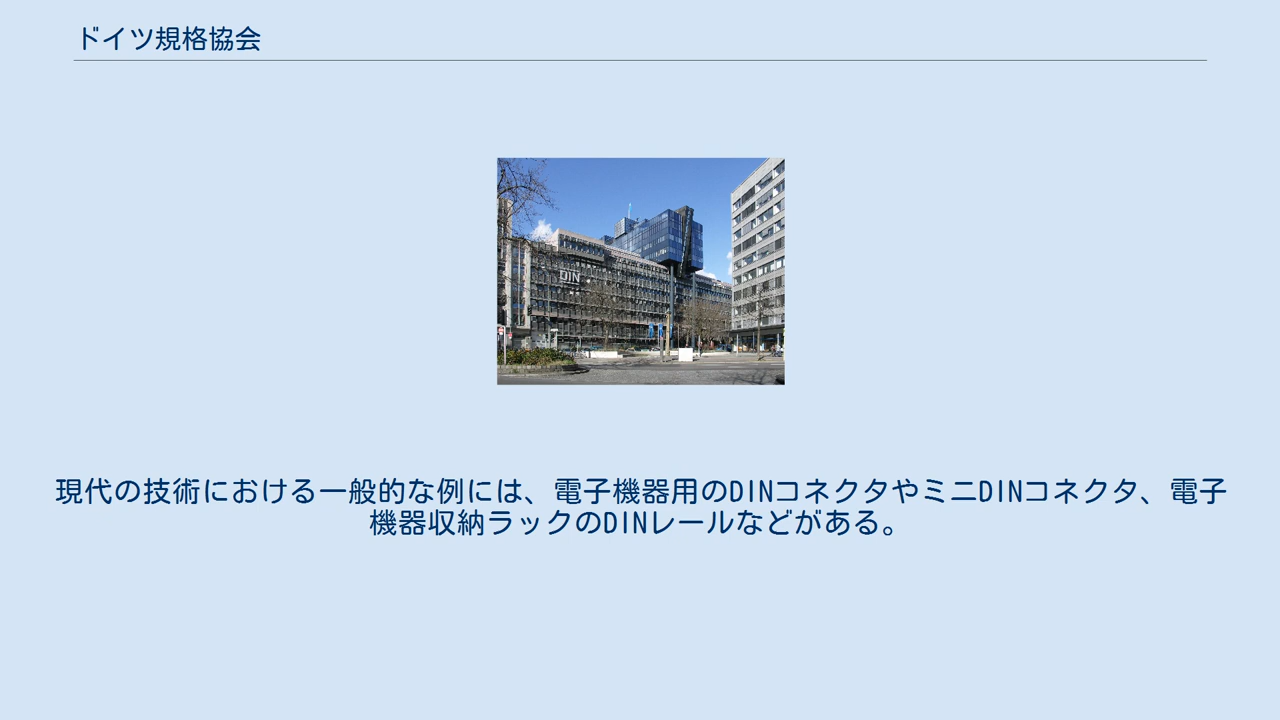 ドイツ規格協会
DIN
現代の技術における一般的な例には、電子機器用のDINコネクタやミニDINコネクタ、電子
機器収納ラックのDINレールなどがある。